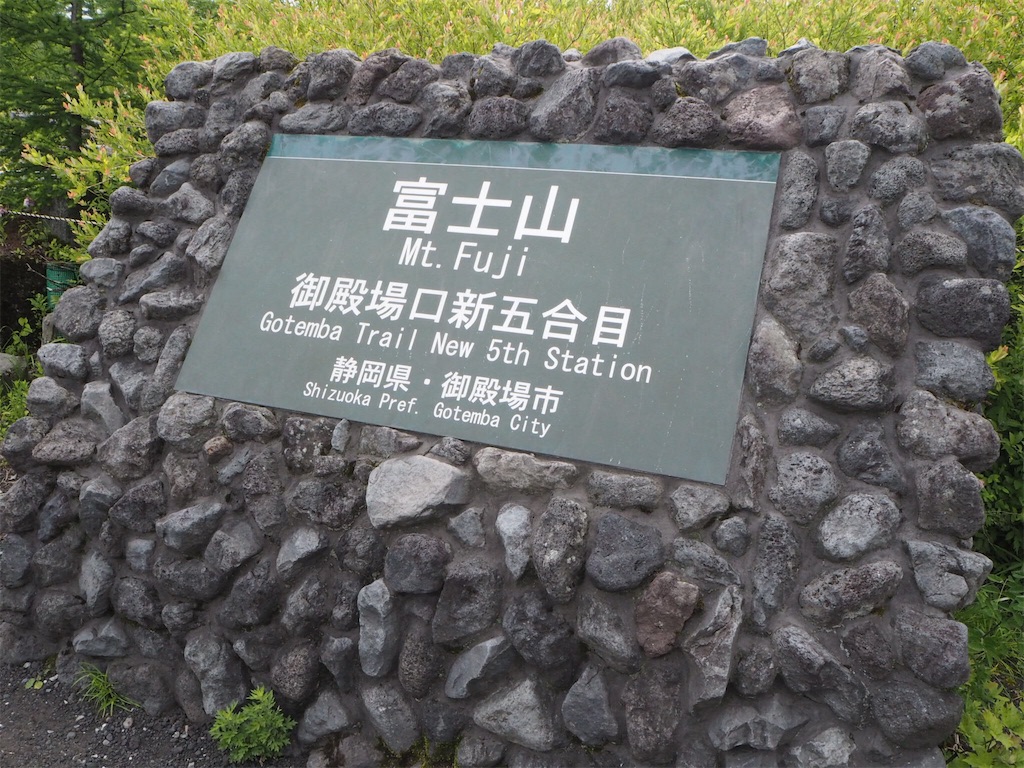 富士山
Mt. Fuji
御殿場口新五合目
Gotemba Trail New 5th Station
静岡県・御殿場市
Shizuoka Pref. Gotemba City